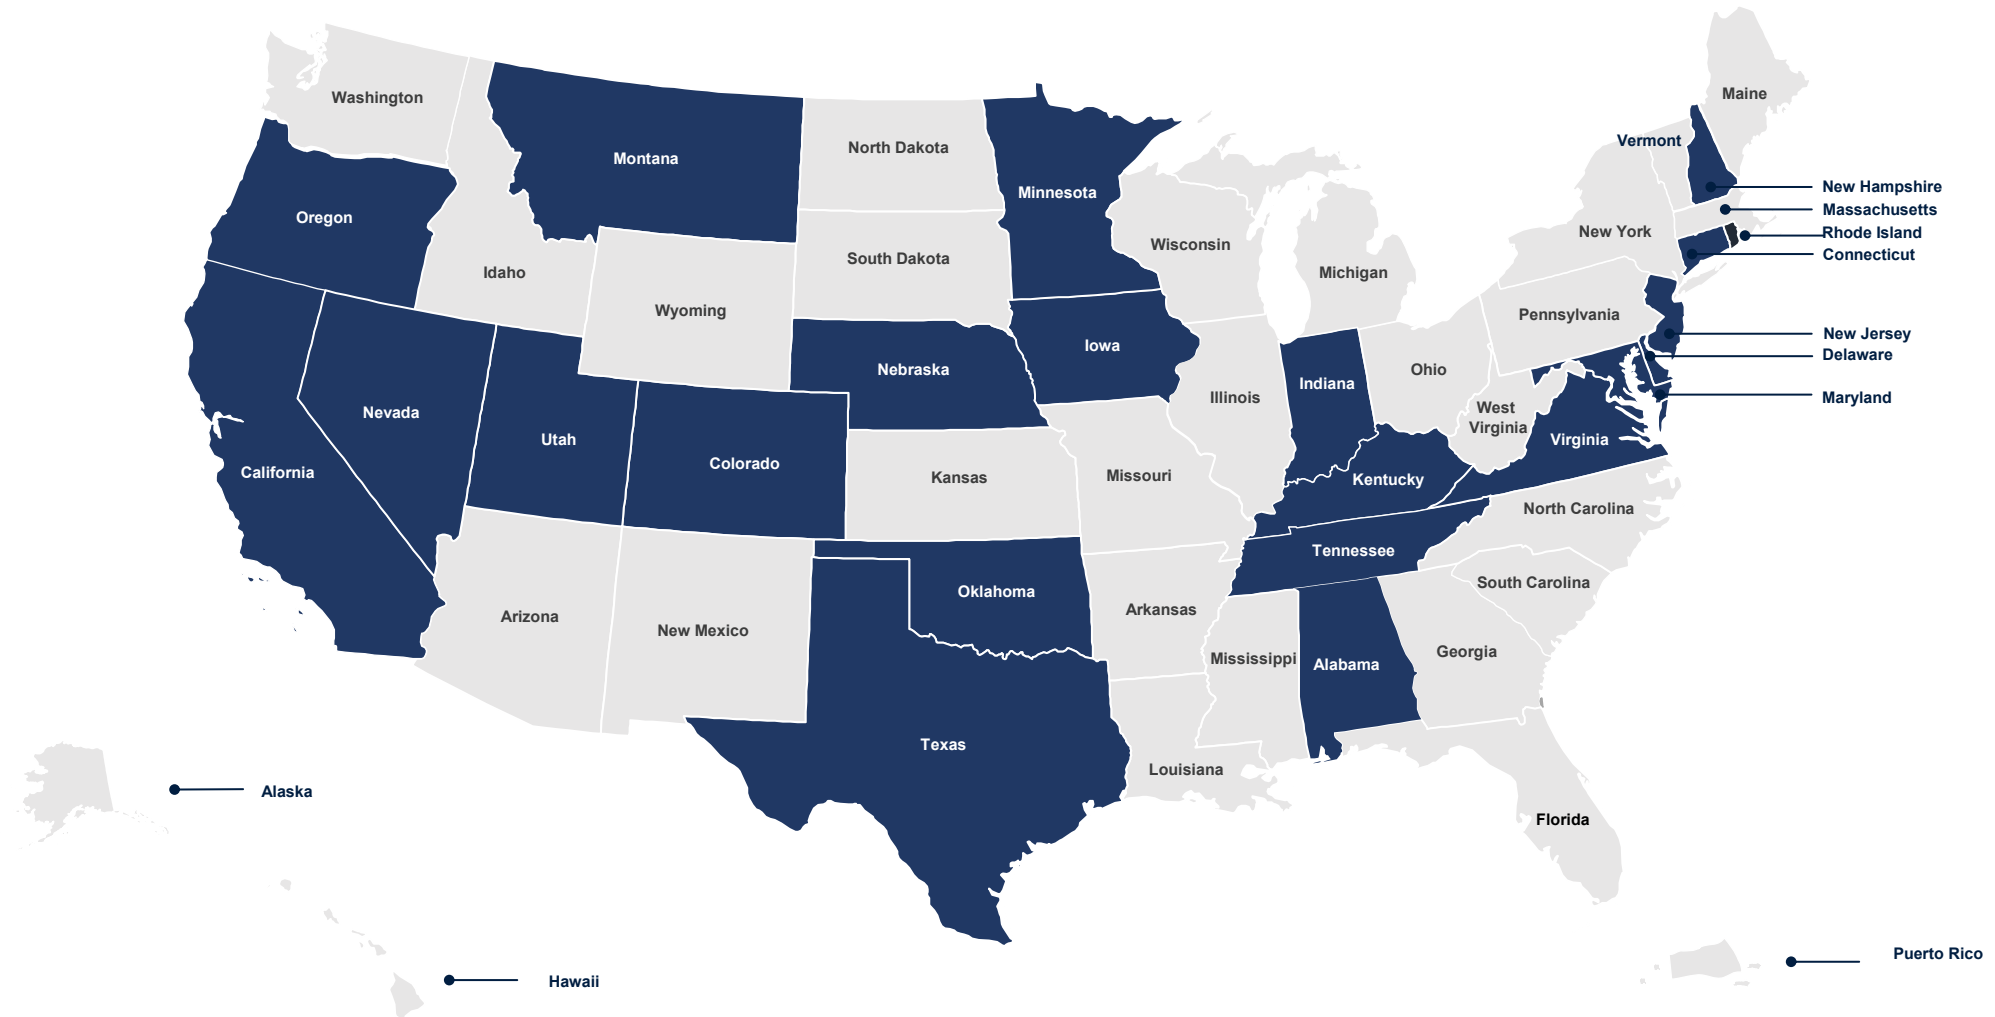 Maine
Washington
Vermont
North Dakota
Montana
New Hampshire
Minnesota
Massachusetts
Oregon
New York
Rhode Island
Wisconsin
Connecticut
South Dakota
Idaho
Michigan
Wyoming
Pennsylvania
New Jersey
Iowa
Delaware
Nebraska
Ohio
Indiana
Illinois
Maryland
Nevada
West
Virginia
Utah
Virginia
Colorado
California
Missouri
Kansas
Kentucky
North Carolina
Tennessee
South Carolina
Oklahoma
Arkansas
Arizona
New Mexico
Georgia
Mississippi
Alabama
Texas
Louisiana
Alaska
Florida
Puerto Rico
Hawaii